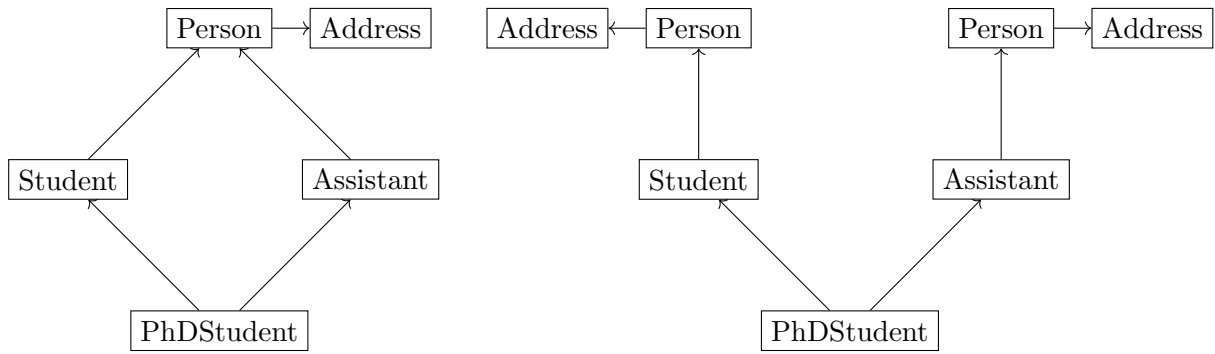 Person
Address
Student
Assistant
PhDStudent
Address
Person
Person
Address
Student
Assistant
PhDStudent